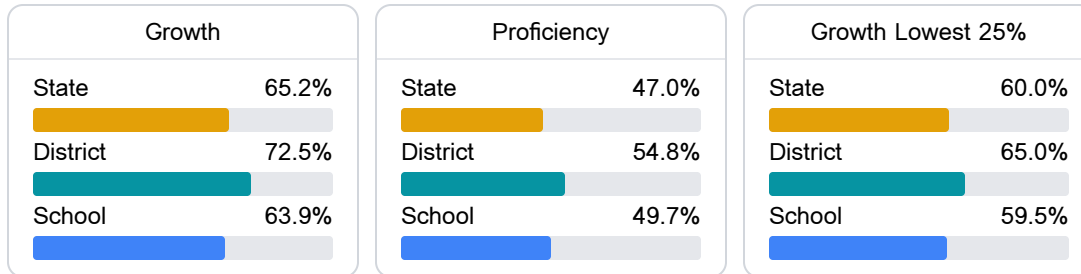 Growth
State 65.2%
District 72.5%
School 63.9%
Proficiency
State 47.0%
District 54.8%
School 49.7%
Growth Lowest 25%
State 60.0%
District 65.0%
School 59.5%